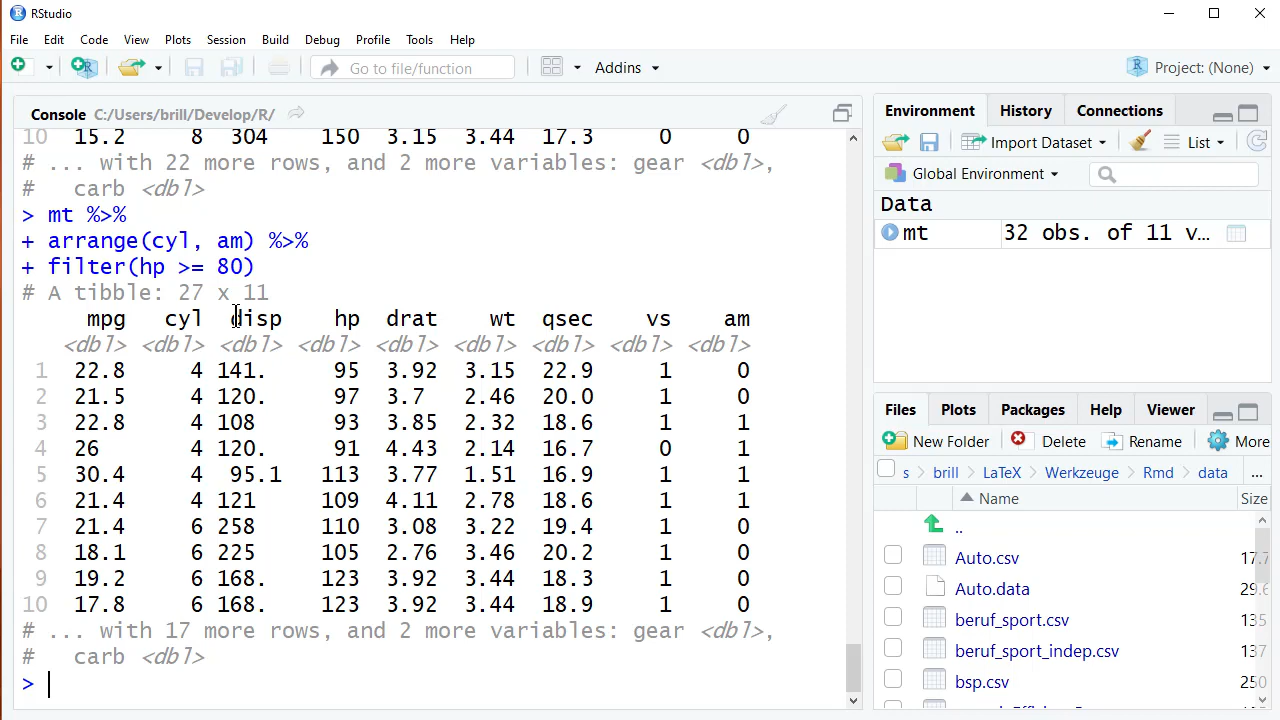 RStudio
File Edit Code View Plots Session Build Debug Profile Tools Help
Go to file/function Addins Project: (None)
Console C:/Users/brill/Develop/R/
10 15.2 8 304 150 3.15 3.44 17.3 0 0
# ... with 22 more rows, and 2 more variables: gear <dbl>,
# carb <dbl>
> mt %>%
+ arrange(cyl, am) %>%
+ filter(hp >= 80)
# A tibble: 27 x 11
mpg cyl disp hp drat wt qsec vs am
<dbl> <dbl> <dbl> <dbl> <dbl> <dbl> <dbl> <dbl> <dbl>
1 22.8 4 141. 95 3.92 3.15 22.9 1 0
2 21.5 4 120. 97 3.7 2.46 20.0 1 0
3 22.8 4 108 93 3.85 2.32 18.6 1 1
4 26 4 120. 91 4.43 2.14 16.7 0 1
5 30.4 4 95.1 113 3.77 1.51 16.9 1 1
6 21.4 4 121 109 4.11 2.78 18.6 1 1
7 21.4 6 258 110 3.08 3.22 19.4 1 0
8 18.1 6 225 105 2.76 3.46 20.2 1 0
9 19.2 6 168. 123 3.92 3.44 18.3 1 0
10 17.8 6 168. 123 3.92 3.44 18.9 1 0
# ... with 17 more rows, and 2 more variables: gear <dbl>,
# carb <dbl>
>
Environment History Connections
Import Dataset List
Global Environment
Data
mt 32 obs. of 11 v...
Files Plots Packages Help Viewer
New Folder Delete Rename More
s brill LaTeX Werkzeuge Rmd data ...
Name Size
..
Auto.csv 17.7
Auto.data 29.6
beruf_sport.csv 135
beruf_sport_indep.csv 137
bsp.csv 250